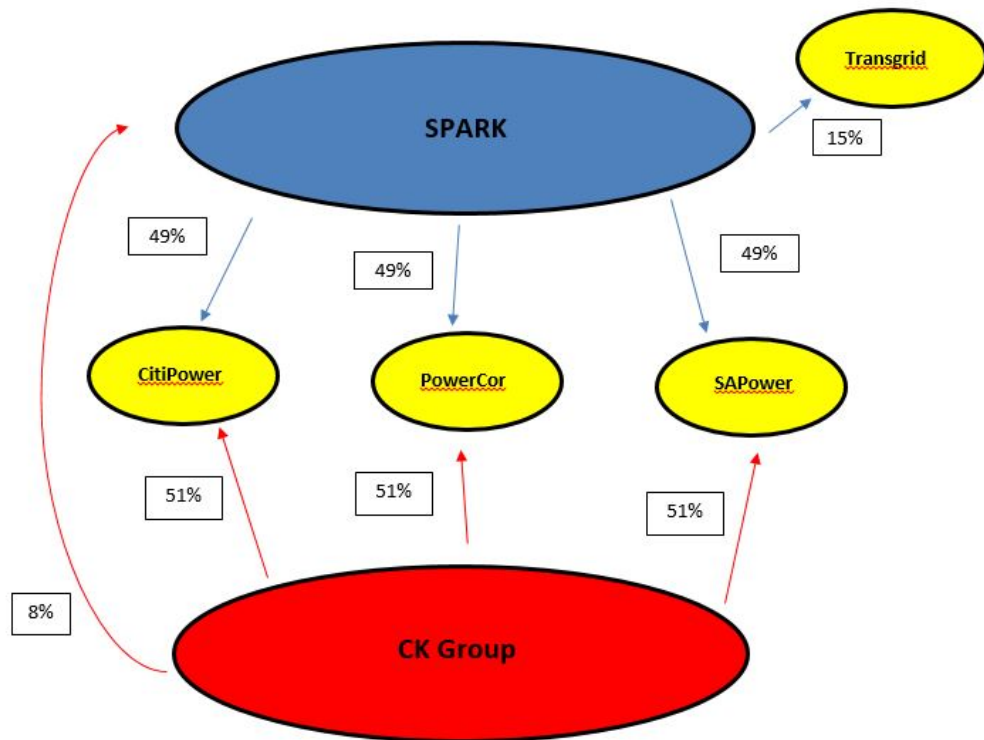 Transgrid
SPARK
15%
49%
49%
49%
CitiPower
PowerCor
SAPower
51%
51%
51%
8%
CK Group